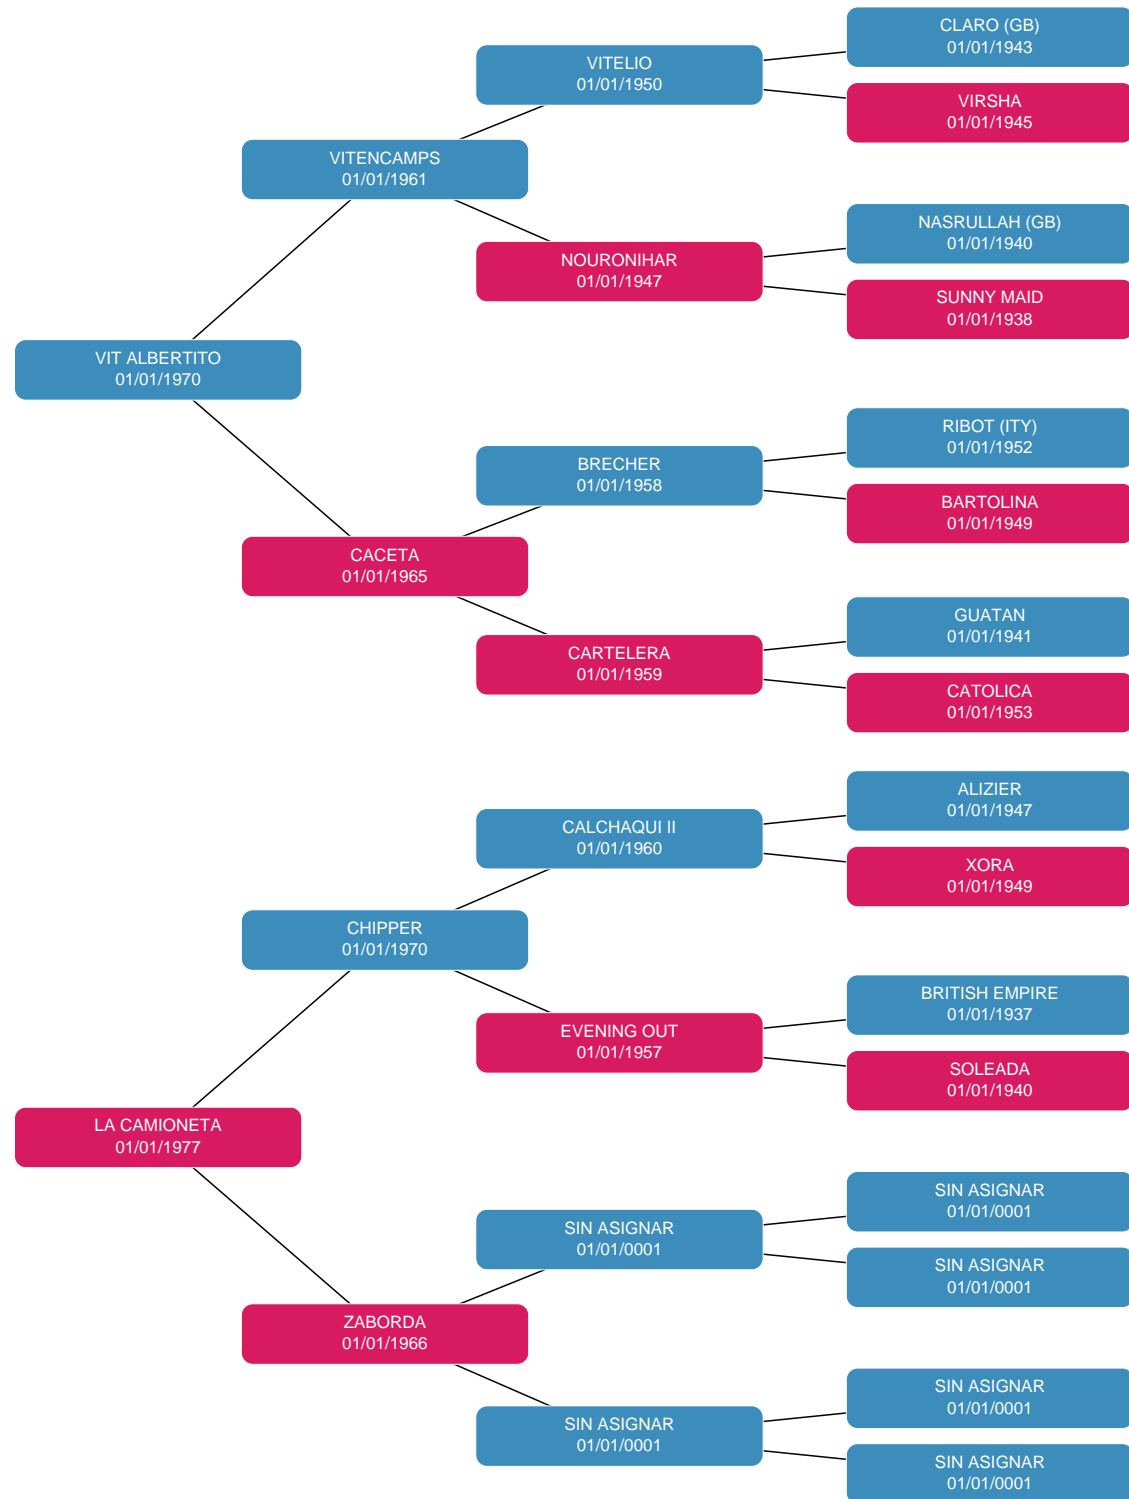 CLARO (GB)
01/01/1943
VITELIO
01/01/1950
VIRSHA
01/01/1945
VITENCAMPS
01/01/1961
NASRULLAH (GB)
01/01/1940
NOURONIHAR
01/01/1947
SUNNY MAID
01/01/1938
VIT ALBERTITO
01/01/1970
RIBOT (ITY)
01/01/1952
BRECHER
01/01/1958
BARTOLINA
01/01/1949
CACETA
01/01/1965
GUATAN
01/01/1941
CARTELERA
01/01/1959
CATOLICA
01/01/1953
ALIZIER
01/01/1947
CALCHAQUI II
01/01/1960
XORA
01/01/1949
CHIPPER
01/01/1970
BRITISH EMPIRE
01/01/1937
EVENING OUT
01/01/1957
SOLEADA
01/01/1940
LA CAMIONETA
01/01/1977
SIN ASIGNAR
01/01/0001
SIN ASIGNAR
01/01/0001
SIN ASIGNAR
01/01/0001
ZABORDA
01/01/1966
SIN ASIGNAR
01/01/0001
SIN ASIGNAR
01/01/0001
SIN ASIGNAR
01/01/0001